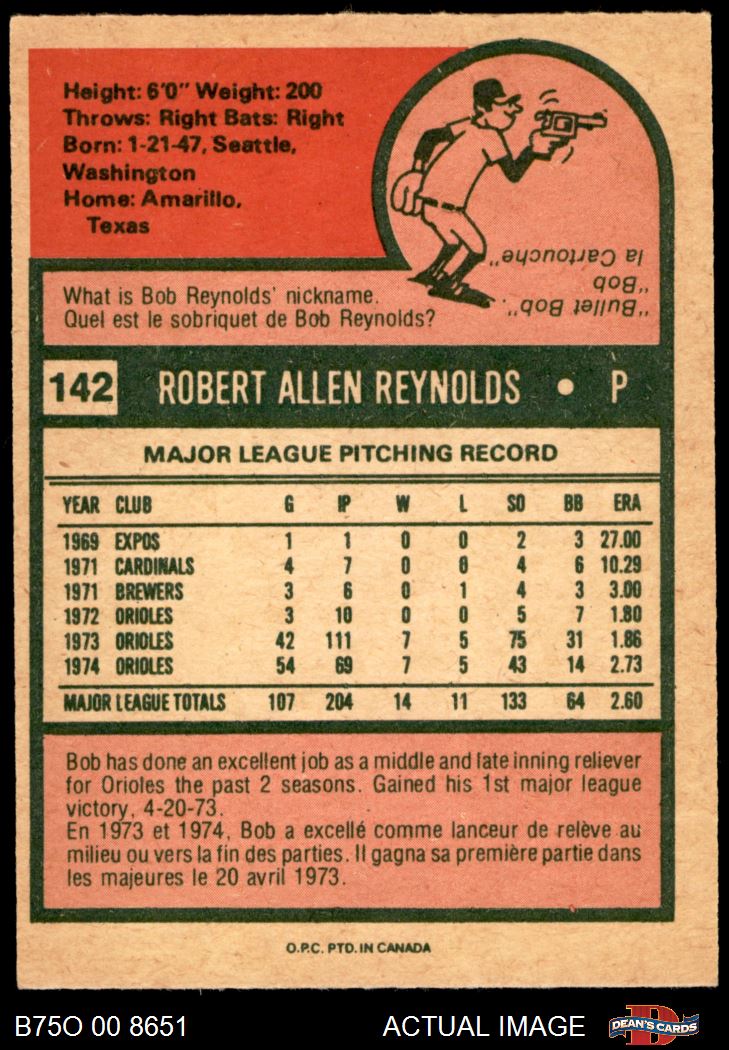 Height: 6'0" Weight: 200
Throws: Right Bats: Right
Born: 1-21-47, Seattle,
Washington
Home: Amarillo,
Texas
What is Bob Reynolds' nickname.
Quel est le sobriquet de Bob Reynolds?
"Bullet Bob".
"Bob
la Cartouche".
142 ROBERT ALLEN REYNOLDS • P
MAJOR LEAGUE PITCHING RECORD
YEAR CLUB G IP W L SO BB ERA
1969 EXPOS 1 1 0 0 2 3 27.00
1971 CARDINALS 4 7 0 0 4 6 10.29
1971 BREWERS 3 6 0 1 4 3 3.00
1972 ORIOLES 3 10 0 0 5 7 1.80
1973 ORIOLES 42 111 7 5 75 31 1.86
1974 ORIOLES 54 69 7 5 43 14 2.73
MAJOR LEAGUE TOTALS 107 204 14 11 133 64 2.60
Bob has done an excellent job as a middle and late inning reliever
for Orioles the past 2 seasons. Gained his 1st major league
victory, 4-20-73.
En 1973 et 1974, Bob a excellé comme lanceur de relève au
milieu ou vers la fin des parties. Il gagna sa première partie dans
les majeures le 20 avril 1973.
O.P.C. PTD. IN CANADA
B75O 00 8651 ACTUAL IMAGE DEAN'S CARDS